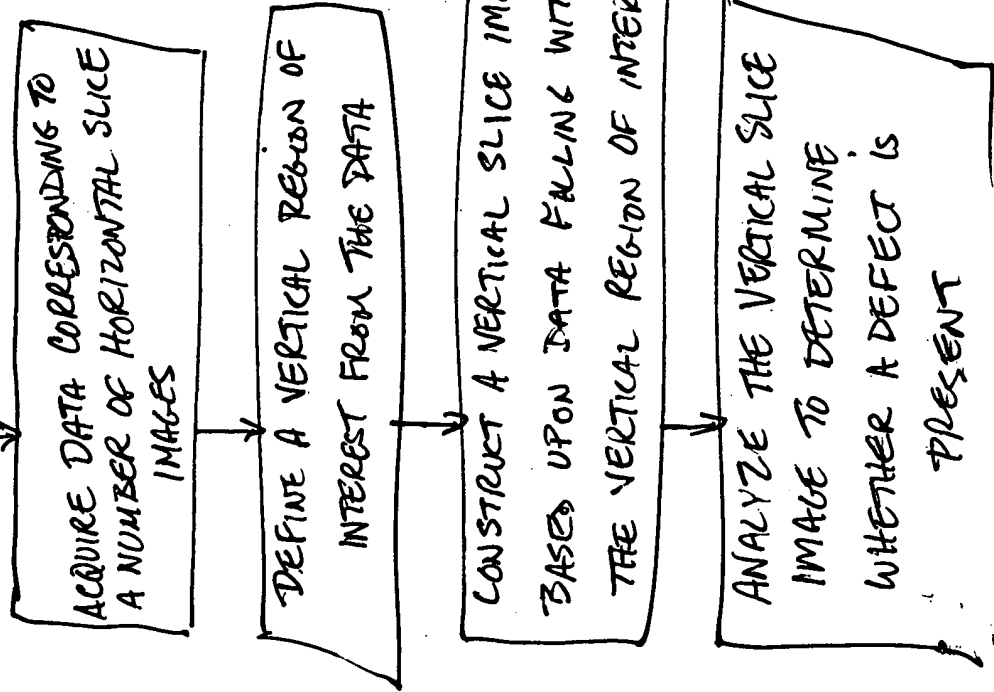 ACQUIRE DATA CORRESPONDING TO
A NUMBER OF HORIZONTAL SLICE
IMAGES
DEFINE A VERTICAL REGION OF
INTEREST FROM THE DATA
CONSTRUCT A VERTICAL SLICE
BASED UPON DATA FALLING
THE VERTICAL REGION OF
ANALYZE THE VERTICAL SLICE
IMAGE TO DETERMINE
WHETHER A DEFECT IS
PRESENT